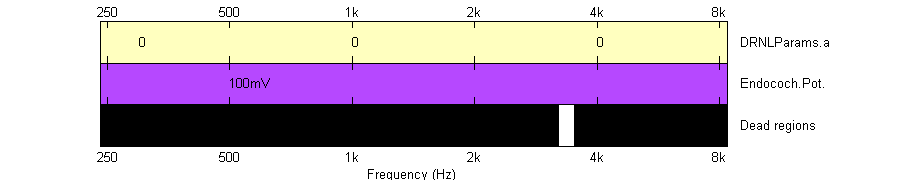 250 500 1k 2k 4k 8k
0 0 0 DRNLParams.a
100mV Endococh.Pot.
Dead regions
250 500 1k 2k 4k 8k
Frequency (Hz)